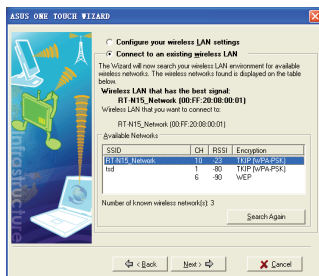 ASUS ONE TOUCH WIZARD
Configure your wireless LAN settings
Connect to an existing wireless LAN
The Wizard will now search your wireless LAN environment for available
wireless networks. The wireless networks found is displayed on the table
below.
Wireless LAN that has the best signal:
RT-N15_Network (00:FF:20:08:00:01)
Wireless LAN that you want to connect to:
RT-N15_Network (00:FF:20:08:00:01)
Available Networks
SSID CH RSSI Encryption
RT-N15_Network 10 -23 TKIP (WPA-PSK)
tsd 1 -80 TKIP (WPA-PSK)
6 -90 WEP
Number of known wireless network(s): 3
Search Again
Infrastructure
< Back Next > Cancel